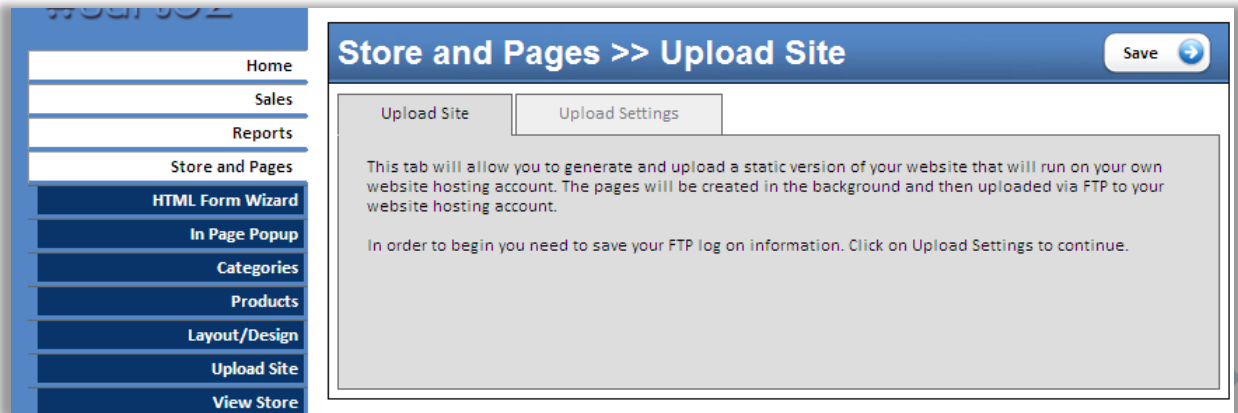 Home
Sales
Reports
Store and Pages
HTML Form Wizard
In Page Popup
Categories
Products
Layout/Design
Upload Site
View Store
Store and Pages >> Upload Site
Save
Upload Site
Upload Settings
This tab will allow you to generate and upload a static version of your website that will run on your own
website hosting account. The pages will be created in the background and then uploaded via FTP to your
website hosting account.
In order to begin you need to save your FTP log on information. Click on Upload Settings to continue.